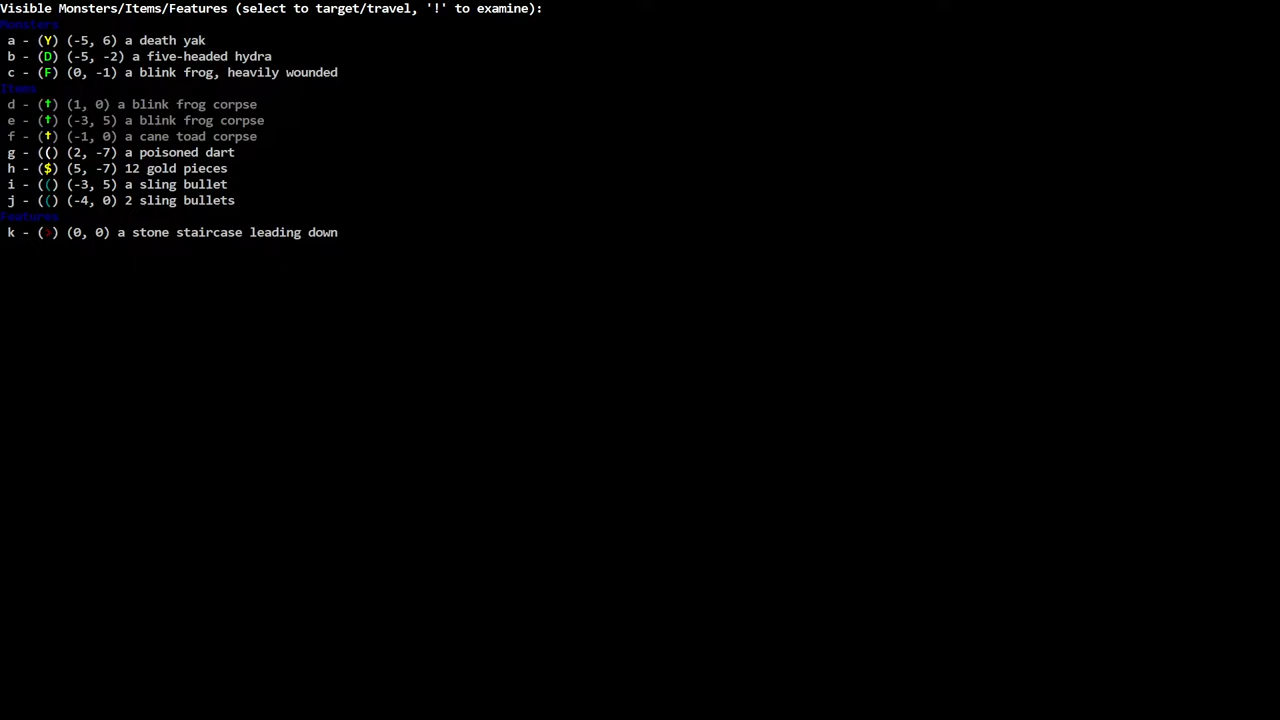 Visible Monsters/Items/Features (select to target/travel, '!' to examine):
Monsters
a - (Y) (-5, 6) a death yak
b - (D) (-5, -2) a five-headed hydra
c - (F) (0, -1) a blink frog, heavily wounded
Items
d - (†) (1, 0) a blink frog corpse
e - (†) (-3, 5) a blink frog corpse
f - (†) (-1, 0) a cane toad corpse
g - (() (2, -7) a poisoned dart
h - ($) (5, -7) 12 gold pieces
i - (() (-3, 5) a sling bullet
j - (() (-4, 0) 2 sling bullets
Features
k - (>) (0, 0) a stone staircase leading down